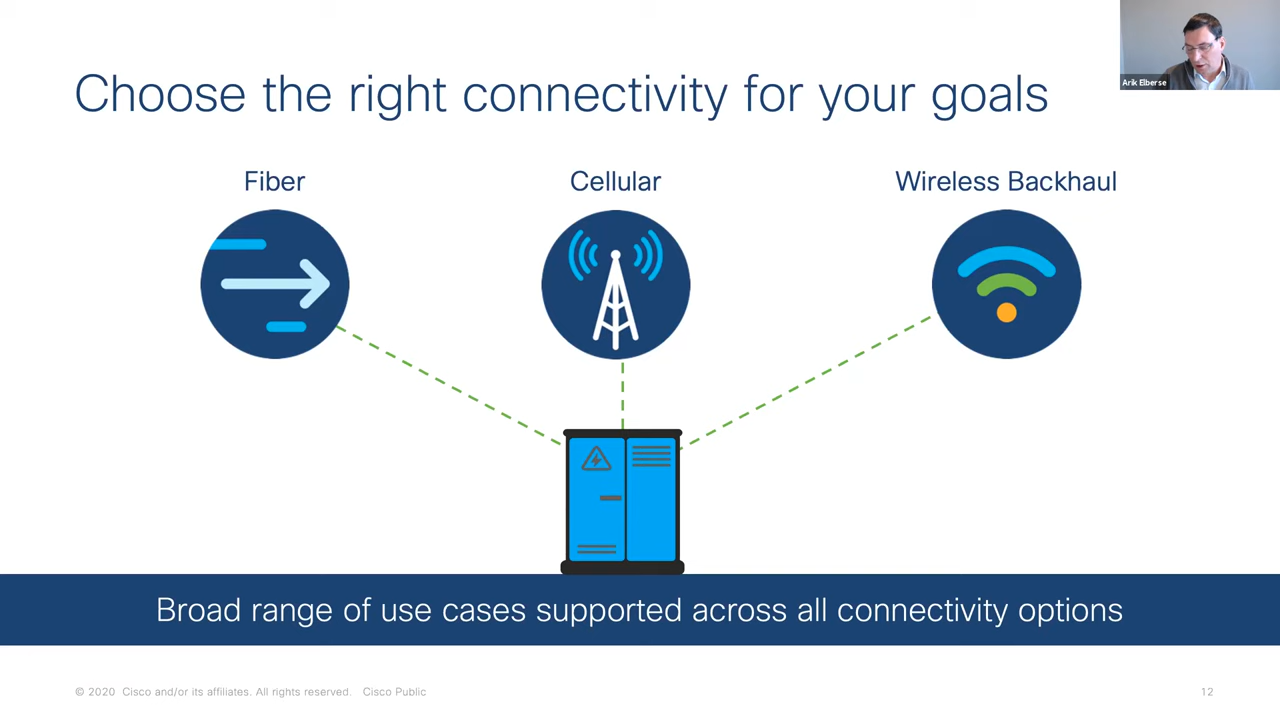 Choose the right connectivity for your goals
Arik Elberse
Fiber
Cellular
Wireless Backhaul
Broad range of use cases supported across all connectivity options
© 2020 Cisco and/or its affiliates. All rights reserved. Cisco Public
12